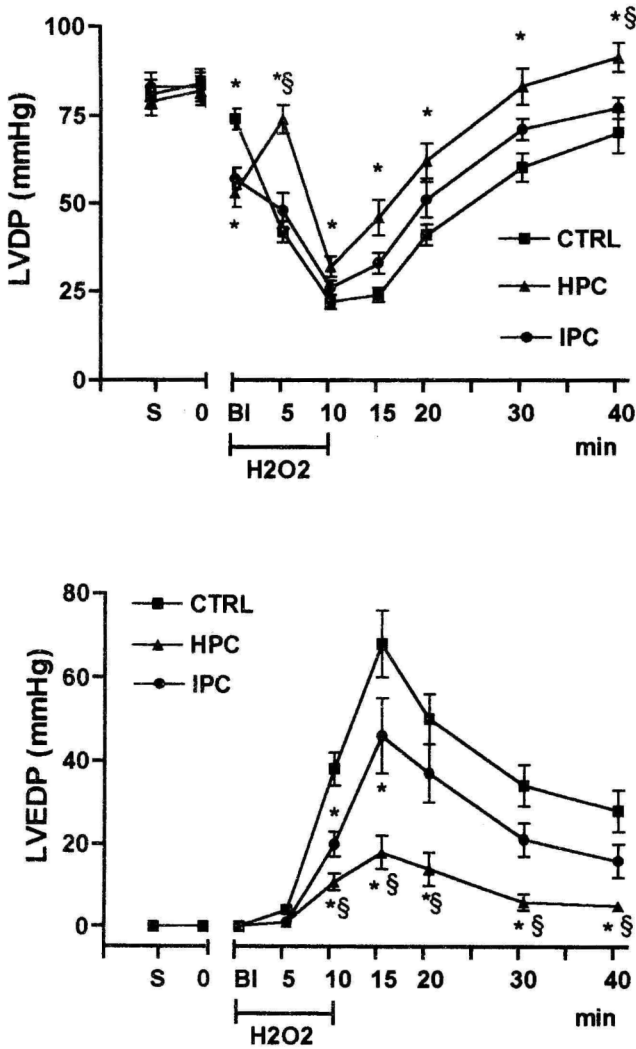 100
75
50
25
0
LVDP (mmHg)
*
*§
*
*
*
*
*
*§
CTRL
HPC
IPC
S 0 BI 5 10 15 20 30 40
min
H2O2
80
60
40
20
0
LVEDP (mmHg)
CTRL
HPC
IPC
*
*
*§
*§
*§
*§
*§
S 0 BI 5 10 15 20 30 40
min
H2O2